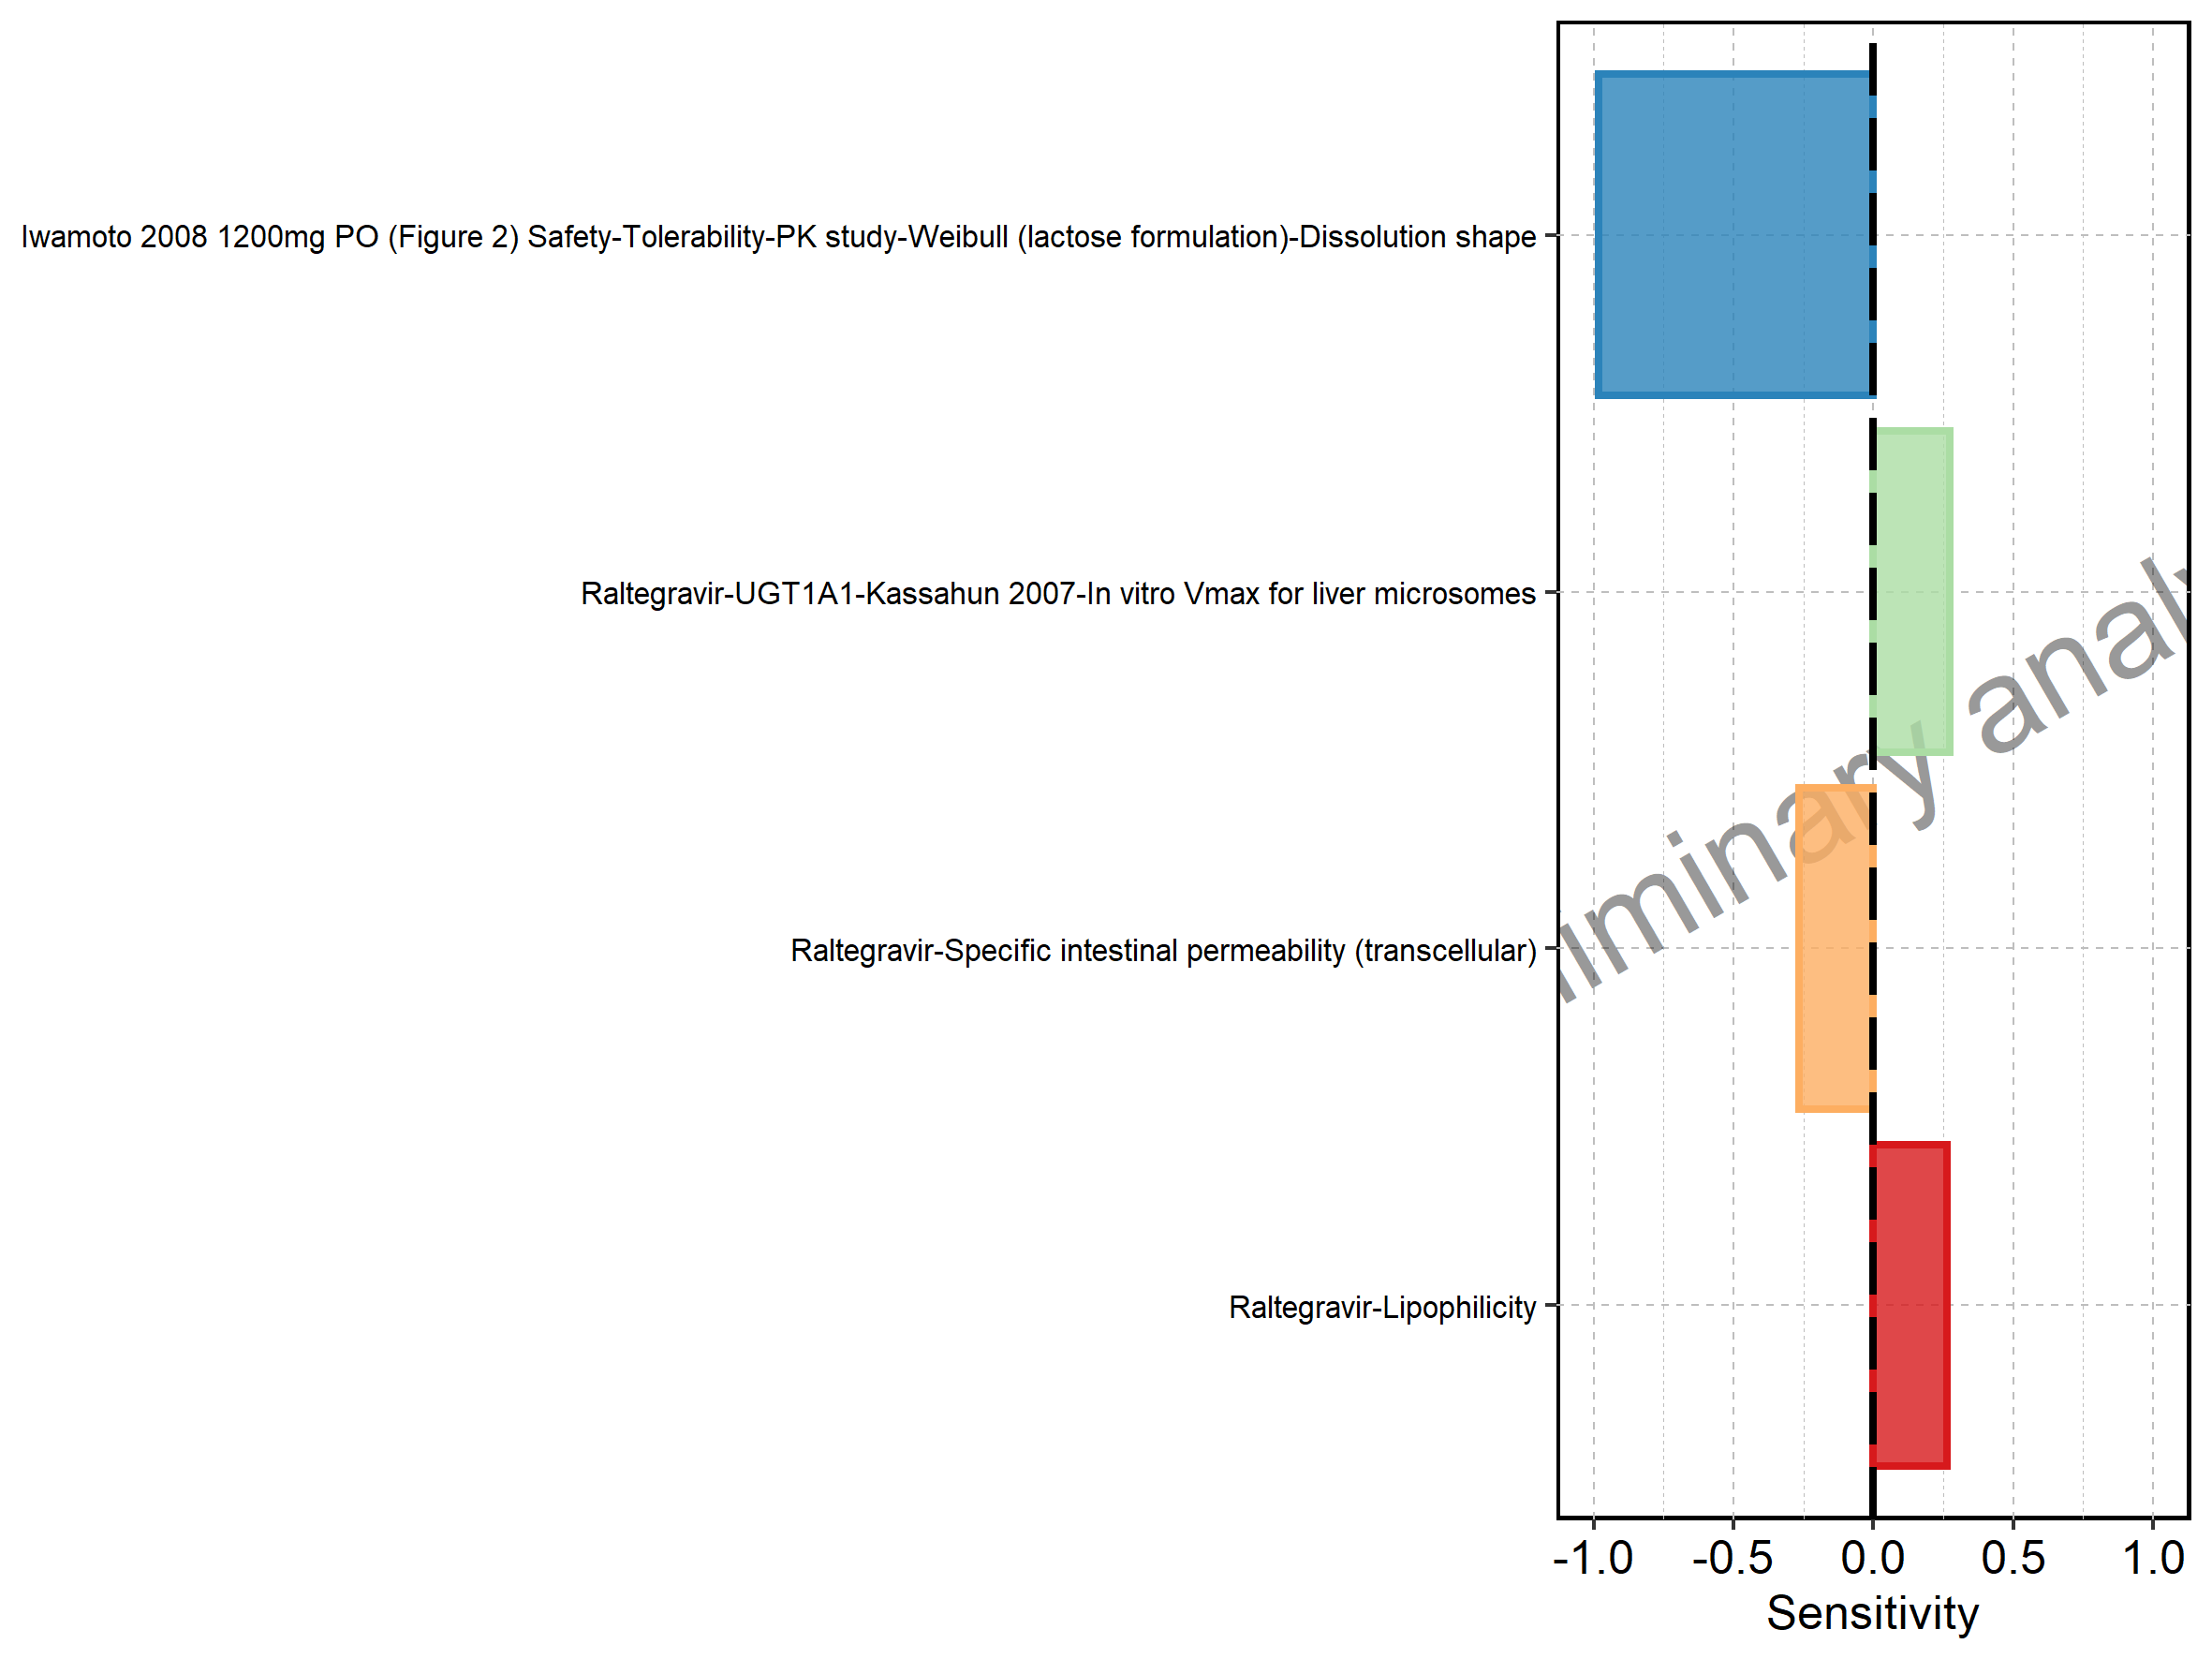 Iwamoto 2008 1200mg PO (Figure 2) Safety-Tolerability-PK study-Weibull (lactose formulation)-Dissolution shape
Raltegravir-UGT1A1-Kassahun 2007-In vitro Vmax for liver microsomes
Raltegravir-Specific intestinal permeability (transcellular)
Raltegravir-Lipophilicity
-1.0 -0.5 0.0 0.5 1.0
Sensitivity